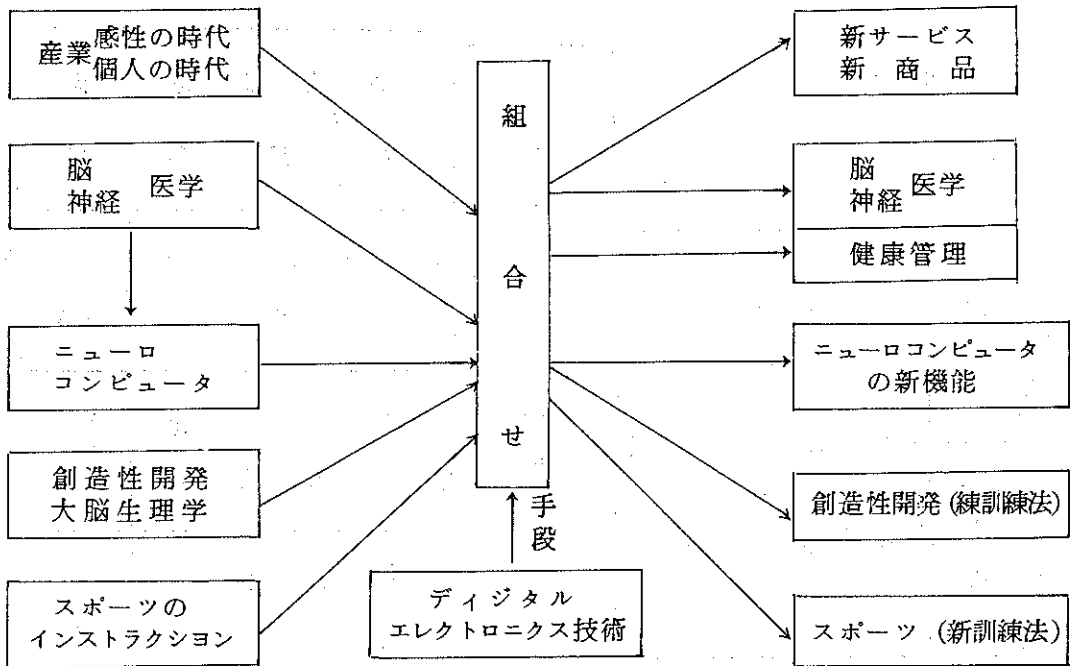 産業 感性の時代
個人の時代
脳
神経 医学
ニューロ
コンピュータ
創造性開発
大脳生理学
スポーツの
インストラクション
組合せ
手段
ディジタル
エレクトロニクス技術
新サービス
新商品
脳
神経 医学
健康管理
ニューロコンピュータ
の新機能
創造性開発(練訓練法)
スポーツ(新訓練法)